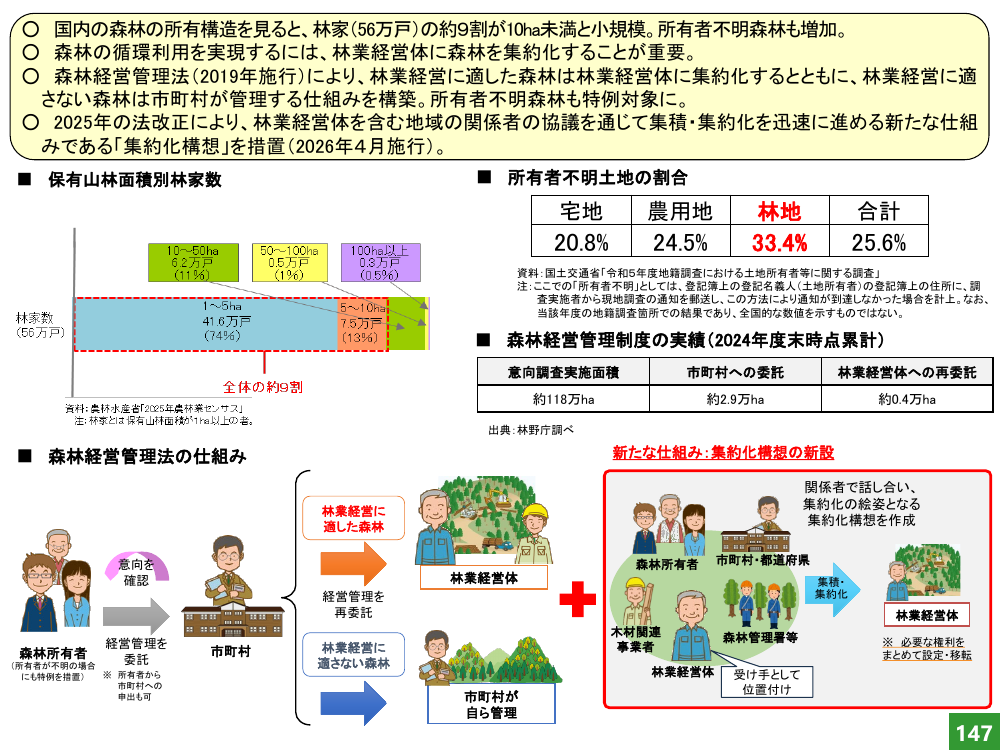 ○ 国内の森林の所有構造を見ると、林家(56万戸)の約9割が10ha未満と小規模。所有者不明森林も増加。
○ 森林の循環利用を実現するには、林業経営体に森林を集約化することが重要。
○ 森林経営管理法(2019年施行)により、林業経営に適した森林は林業経営体に集約化するとともに、林業経営に適
さない森林は市町村が管理する仕組みを構築。所有者不明森林も特例対象に。
○ 2025年の法改正により、林業経営体を含む地域の関係者の協議を通じて集積・集約化を迅速に進める新たな仕組
みである「集約化構想」を措置(2026年4月施行)。
■ 保有山林面積別林家数
10～50ha
6.2万戸
(11%)
50～100ha
0.5万戸
(1%)
100ha以上
0.3万戸
(0.5%)
林家数
(56万戸)
1～5ha
41.6万戸
(74%)
5～10ha
7.5万戸
(13%)
全体の約9割
資料:農林水産省「2025年農林業センサス」
注:林家とは保有山林面積が1ha以上の者。
■ 所有者不明土地の割合
宅地 農用地 林地 合計
20.8% 24.5% 33.4% 25.6%
資料:国土交通省「令和5年度地籍調査における土地所有者等に関する調査」
注:ここでの「所有者不明」としては、登記簿上の登記名義人(土地所有者)の登記簿上の住所に、調
査実施者から現地調査の通知を郵送し、この方法により通知が到達しなかった場合を計上。なお、
当該年度の地籍調査箇所での結果であり、全国的な数値を示すものではない。
■ 森林経営管理制度の実績(2024年度末時点累計)
意向調査実施面積 市町村への委託 林業経営体への再委託
約118万ha 約2.9万ha 約0.4万ha
出典:林野庁調べ
■ 森林経営管理法の仕組み
森林所有者
(所有者が不明の場合
にも特例を措置)
意向を
確認
経営管理を
委託
※ 所有者から
市町村への
申出も可
市町村
林業経営に
適した森林
経営管理を
再委託
林業経営体
林業経営に
適さない森林
市町村が
自ら管理
新たな仕組み:集約化構想の新設
関係者で話し合い、
集約化の絵姿となる
集約化構想を作成
森林所有者
市町村・都道府県
木材関連
事業者
森林管理署等
林業経営体
受け手として
位置付け
集積・
集約化
林業経営体
※ 必要な権利を
まとめて設定・移転
147